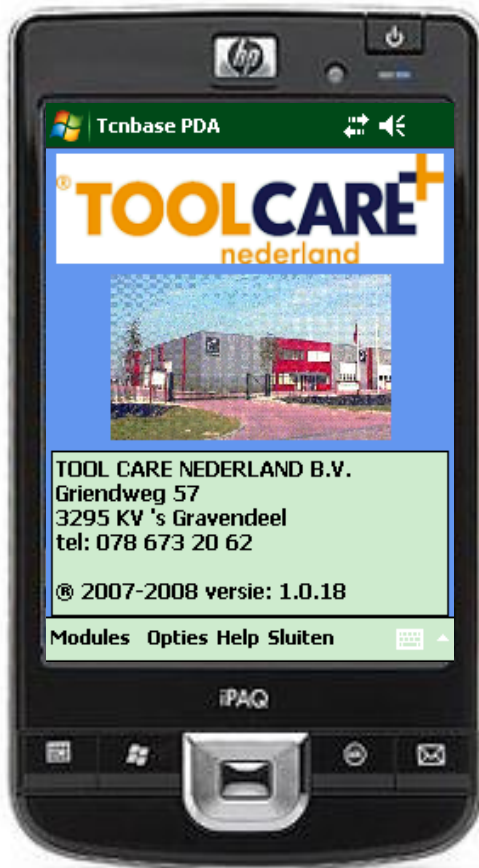 hp
Tcnbase PDA
® TOOLCARE+
nederland
TOOL CARE NEDERLAND B.V.
Griendweg 57
3295 KV 's Gravendeel
tel: 078 673 20 62
® 2007-2008 versie: 1.0.18
Modules Opties Help Sluiten
iPAQ
ok